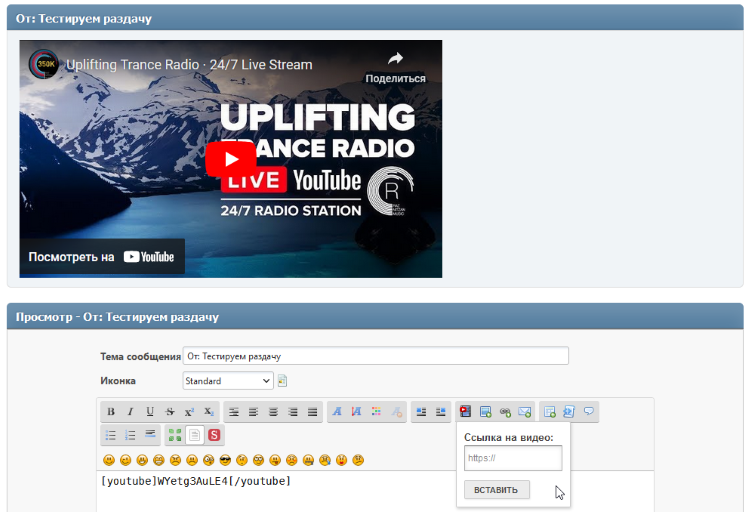 От: Тестируем раздачу
350K
Uplifting Trance Radio · 24/7 Live Stream
Поделиться
UPLIFTING
TRANCE RADIO
LIVE YouTube
24/7 RADIO STATION
R
Посмотреть на YouTube
Просмотр - От: Тестируем раздачу
Тема сообщения От: Тестируем раздачу
Иконка Standard
B I U S x² X₂
S
Ссылка на видео:
https://
ВСТАВИТЬ
[youtube]WYetg3AuLE4[/youtube]